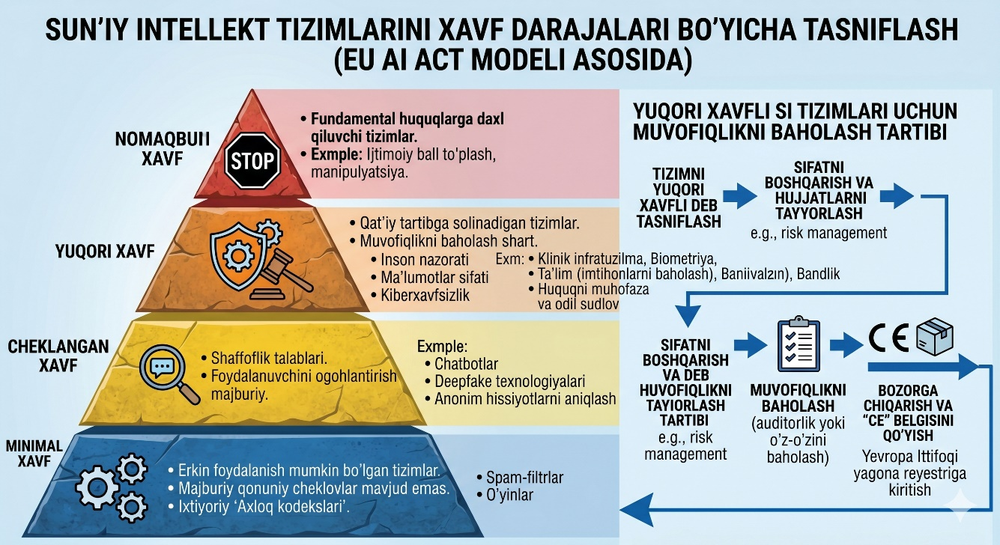 SUN'IY INTELLEKT TIZIMLARINI XAVF DARAJALARI BO'YICHA TASNIFLASH
(EU AI ACT MODELI ASOSIDA)
NOMAQBUII
XAVF
STOP
• Fundamental huquqlarga daxl
qiluvchi tizimlar.
• Exmple: Ijtimoiy ball to'plash,
manipulyatsiya.
YUQORI XAVF
• Qat'iy tartibga solinadigan tizimlar.
• Muvofiqlikni baholash shart.
• Inson nazorati
• Ma'lumotlar sifati
• Kiberxavfsizlik
Exm: • Klinik infratuzilma, Biometriya,
• Ta'lim (imtihonlarni baholash), Baniivalzın), Bandlik
• Huquqni muhofaza
va odil sudlov
CHEKLANGAN
XAVF
• Shaffoflik talablari.
• Foydalanuvchini ogohlantirish
majburiy.
Exmple:
• Chatbotlar
• Deepfake texnologiyalari
• Anonim hissiyotlarni aniqlash
MINIMAL
XAVF
• Erkin foydalanish mumkin bo'lgan tizimlar.
• Majburiy qonuniy cheklovlar mavjud emas.
• Ixtiyoriy 'Axloq kodekslari'.
• Spam-filtrlar
• O'yinlar
YUQORI XAVFLI SI TIZIMLARI UCHUN
MUVOFIQLIKNI BAHOLASH TARTIBI
TIZIMNI
YUQORI
XAVFLI DEB
TASNIFLASH
SIFATNI
BOSHQARISH VA
HUJJATLARNI
TAYYORLASH
e.g., risk management
SIFATNI
BOSHQARISH
VA DEB
HUVOFIQLIKNI
TAYIORLASH
TARTIBI
e.g., risk
management
MUVOFIQLIKNI
BAHOLASH
(auditorlik yoki
o'z-o'zini
baholash)
CE
BOZORGA
CHIQARISH VA
"CE" BELGISINI
QO'YISH
Yevropa Ittifoqi
yagona reyestriga
kiritish